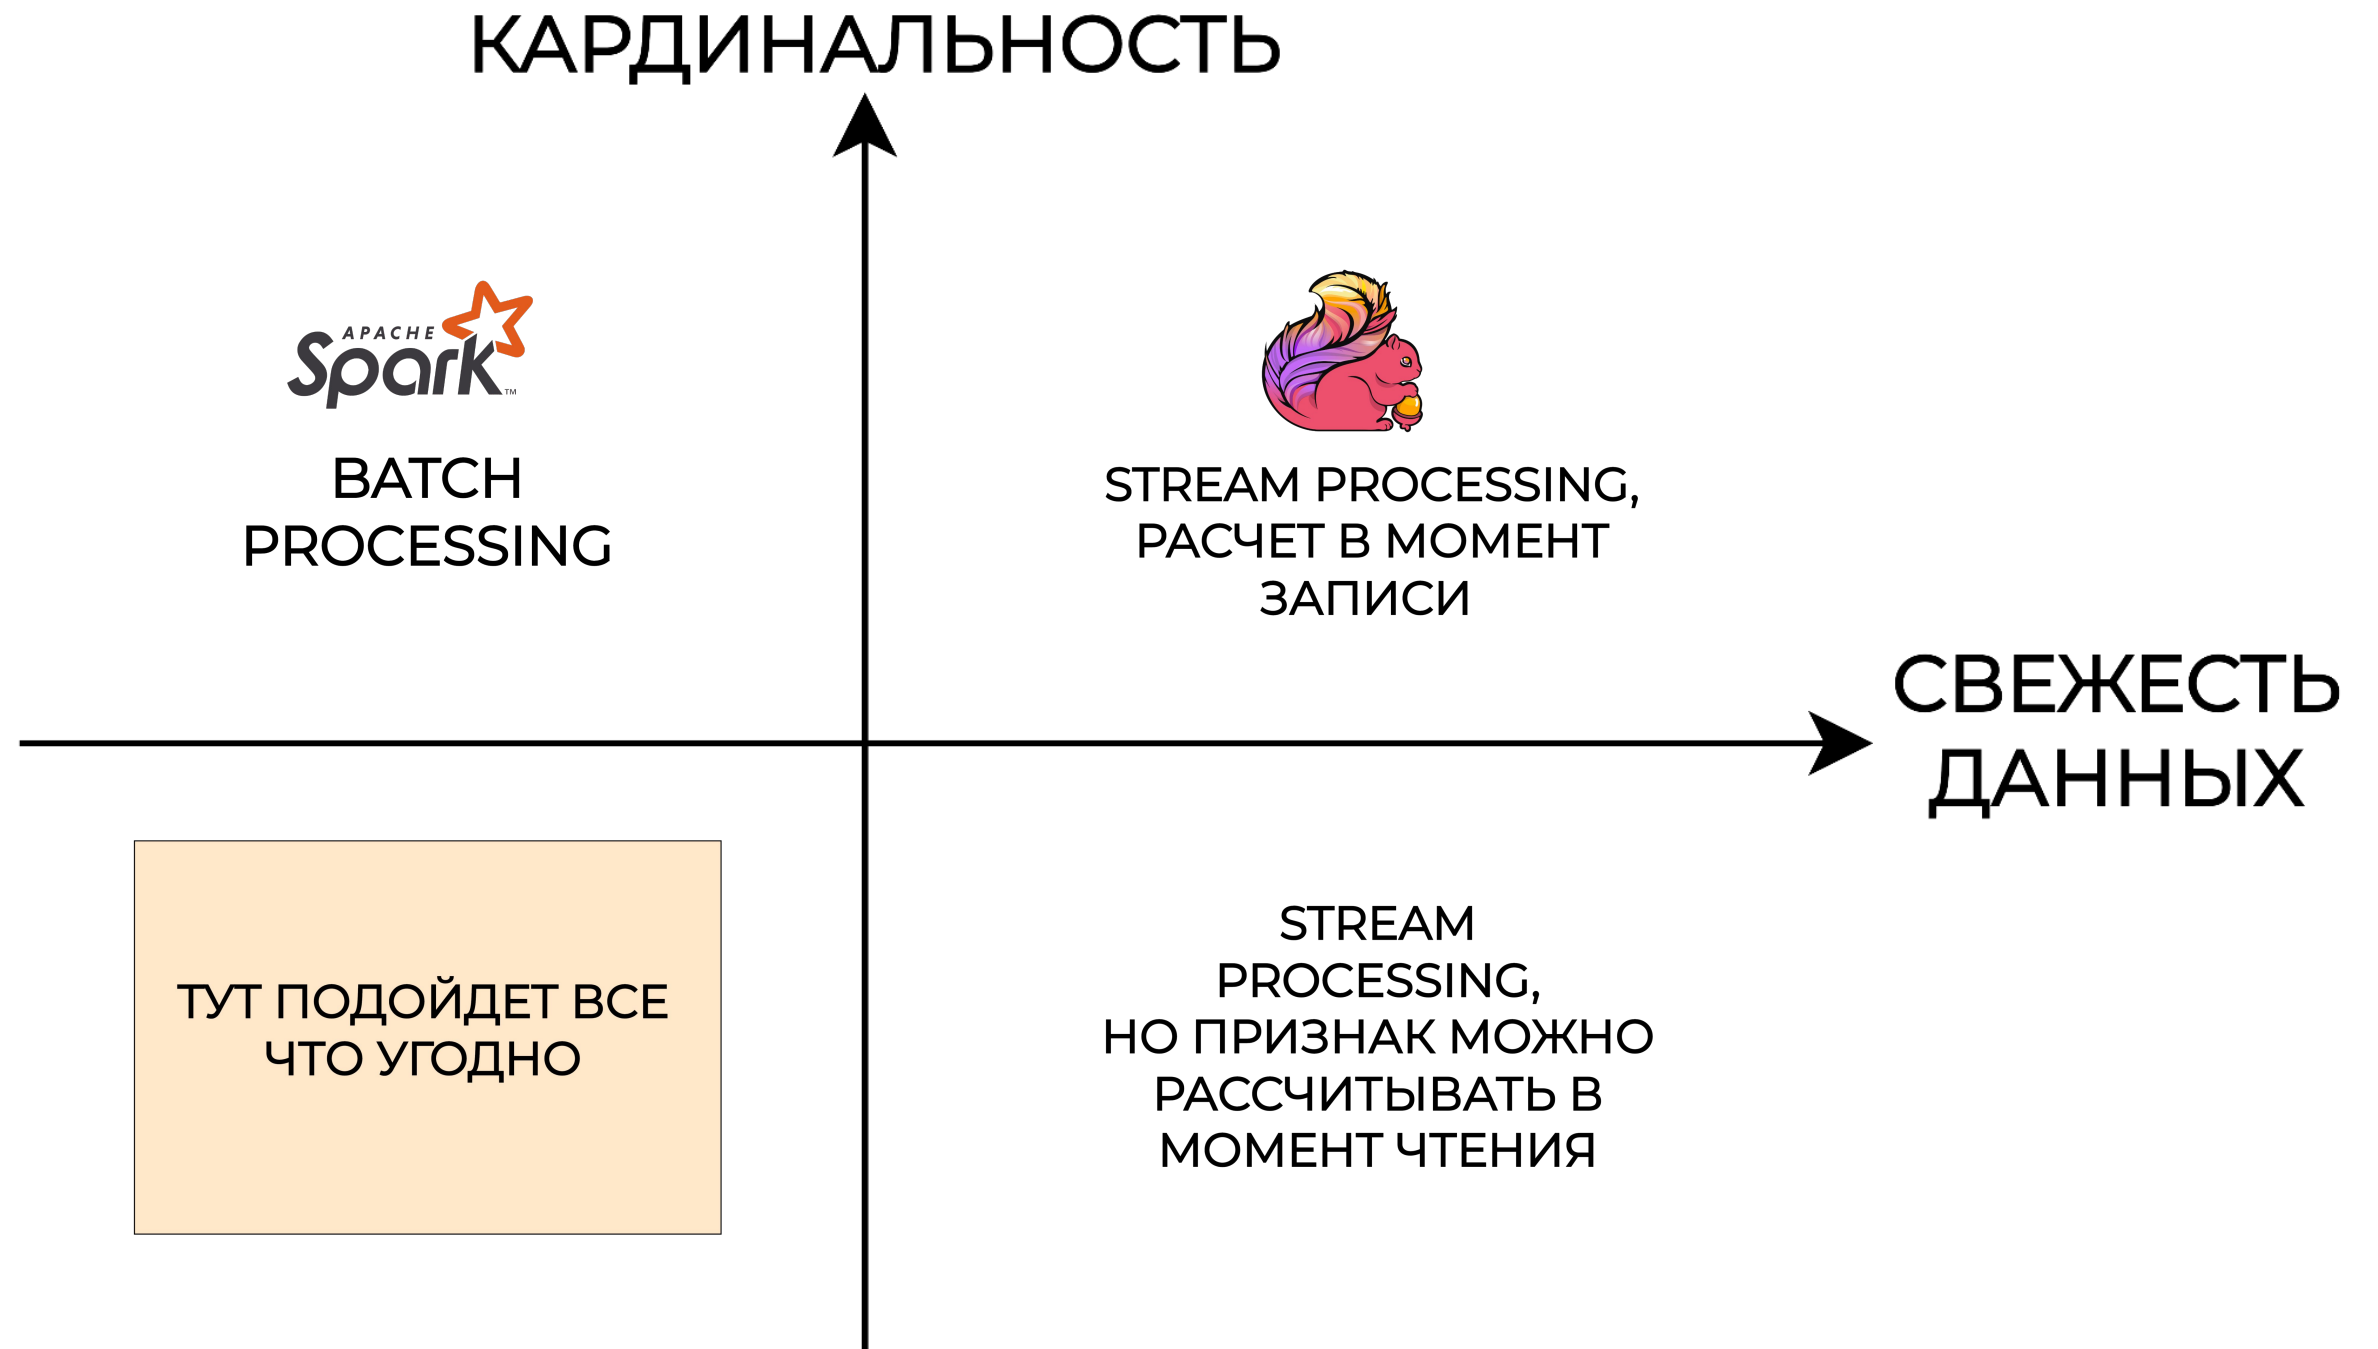 КАРДИНАЛЬНОСТЬ
APACHE
Spark™
BATCH
PROCESSING
STREAM PROCESSING,
РАСЧЕТ В МОМЕНТ
ЗАПИСИ
СВЕЖЕСТЬ
ДАННЫХ
ТУТ ПОДОЙДЕТ ВСЕ
ЧТО УГОДНО
STREAM
PROCESSING,
НО ПРИЗНАК МОЖНО
РАССЧИТЫВАТЬ В
МОМЕНТ ЧТЕНИЯ